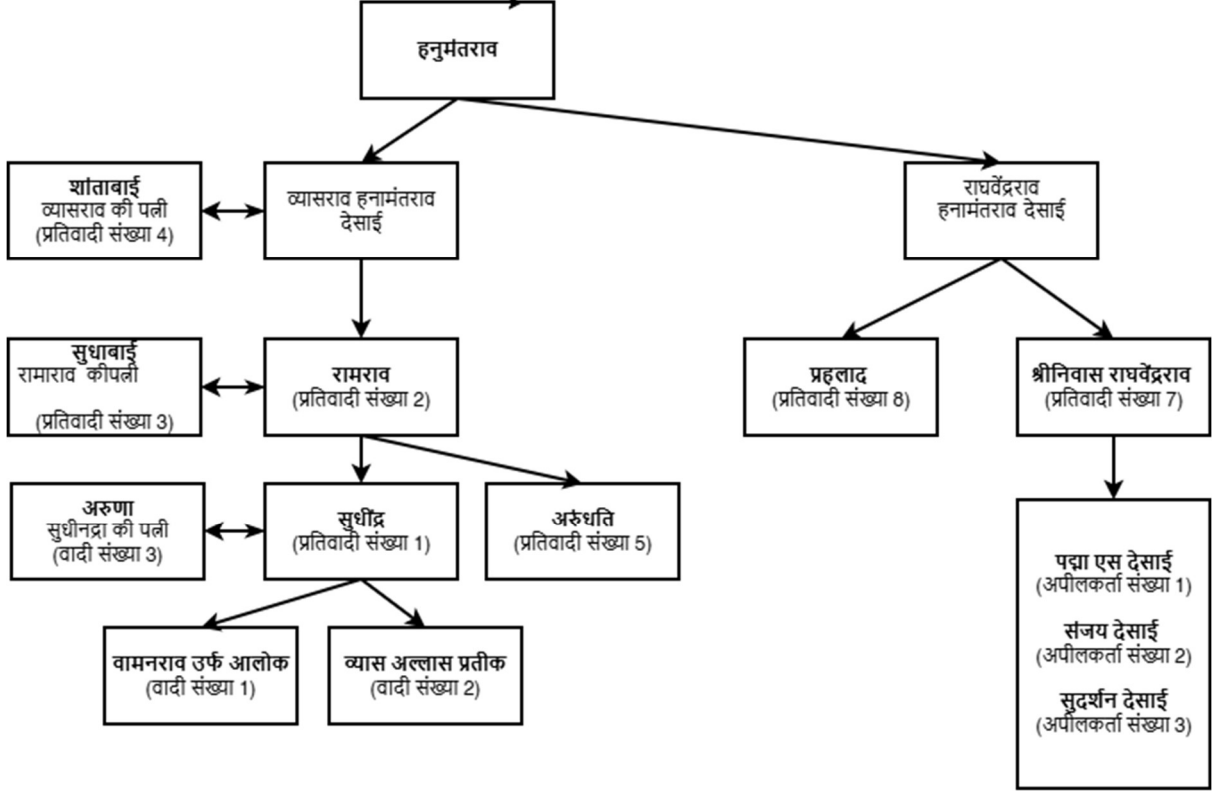 हनुमंतराव
शांताबाई
व्यासराव की पत्नी
(प्रतिवादी संख्या 4)
व्यासराव हनामंतराव
देसाई
राघवेंद्रराव
हनामंतराव देसाई
सुधाबाई
रामाराव कीपत्नी
(प्रतिवादी संख्या 3)
रामराव
(प्रतिवादी संख्या 2)
प्रहलाद
(प्रतिवादी संख्या 8)
श्रीनिवास राघवेंद्रराव
(प्रतिवादी संख्या 7)
अरुणा
सुधीनद्रा की पत्नी
(वादी संख्या 3)
सुधींद्र
(प्रतिवादी संख्या 1)
अरुंधति
(प्रतिवादी संख्या 5)
पद्मा एस देसाई
(अपीलकर्ता संख्या 1)
संजय देसाई
(अपीलकर्ता संख्या 2)
सुदर्शन देसाई
(अपीलकर्ता संख्या 3)
वामनराव उर्फ आलोक
(वादी संख्या 1)
व्यास अल्लास प्रतीक
(वादी संख्या 2)